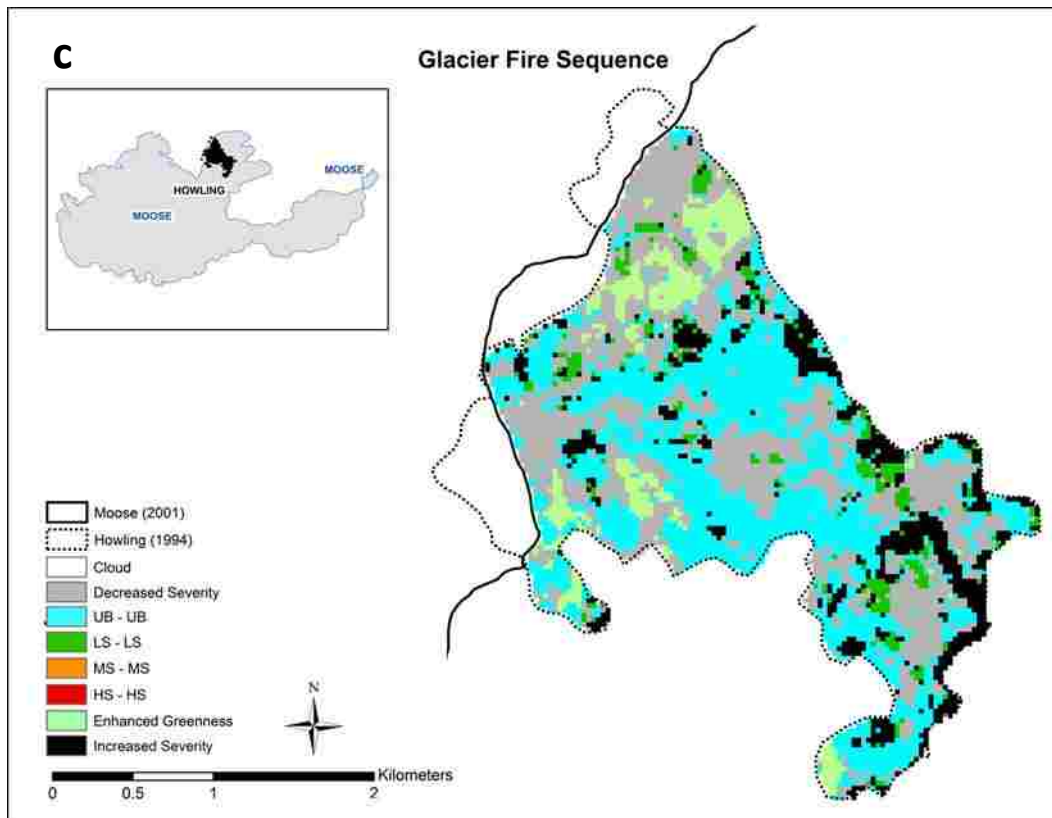 c
Glacier Fire Sequence
MOOSE
HOWLING
MOOSE
Moose (2001)
Howling (1994)
Cloud
Decreased Severity
UB - UB
LS - LS
MS - MS
HS - HS
Enhanced Greenness
Increased Severity
N
Kilometers
0 0.5 1 2